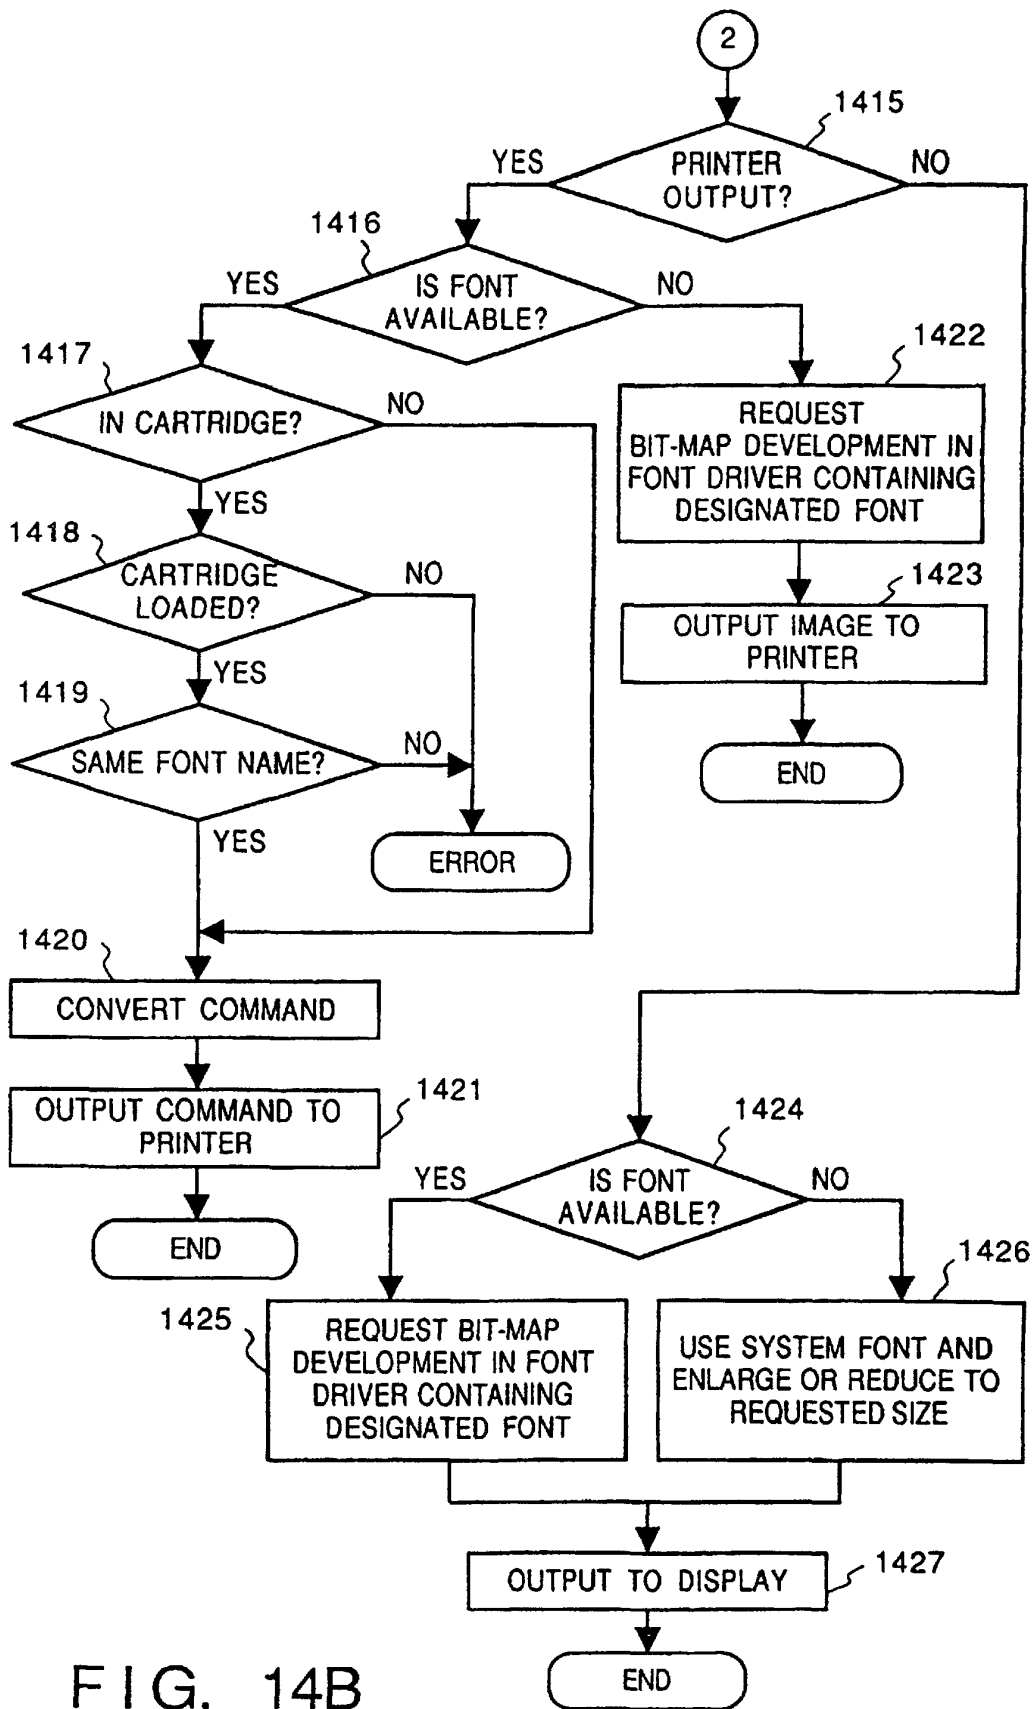 2
1415
YES
PRINTER
OUTPUT?
NO
1416
YES
IS FONT
AVAILABLE?
NO
1417
IN CARTRIDGE?
NO
1422
REQUEST
BIT-MAP DEVELOPMENT IN
FONT DRIVER CONTAINING
DESIGNATED FONT
YES
1418
CARTRIDGE
LOADED?
NO
1423
OUTPUT IMAGE TO
PRINTER
YES
1419
SAME FONT NAME?
NO
END
YES
ERROR
1420
CONVERT COMMAND
1421
OUTPUT COMMAND TO
PRINTER
END
1424
YES
IS FONT
AVAILABLE?
NO
1425
REQUEST BIT-MAP
DEVELOPMENT IN FONT
DRIVER CONTAINING
DESIGNATED FONT
1426
USE SYSTEM FONT AND
ENLARGE OR REDUCE TO
REQUESTED SIZE
OUTPUT TO DISPLAY
1427
END
FIG. 14B